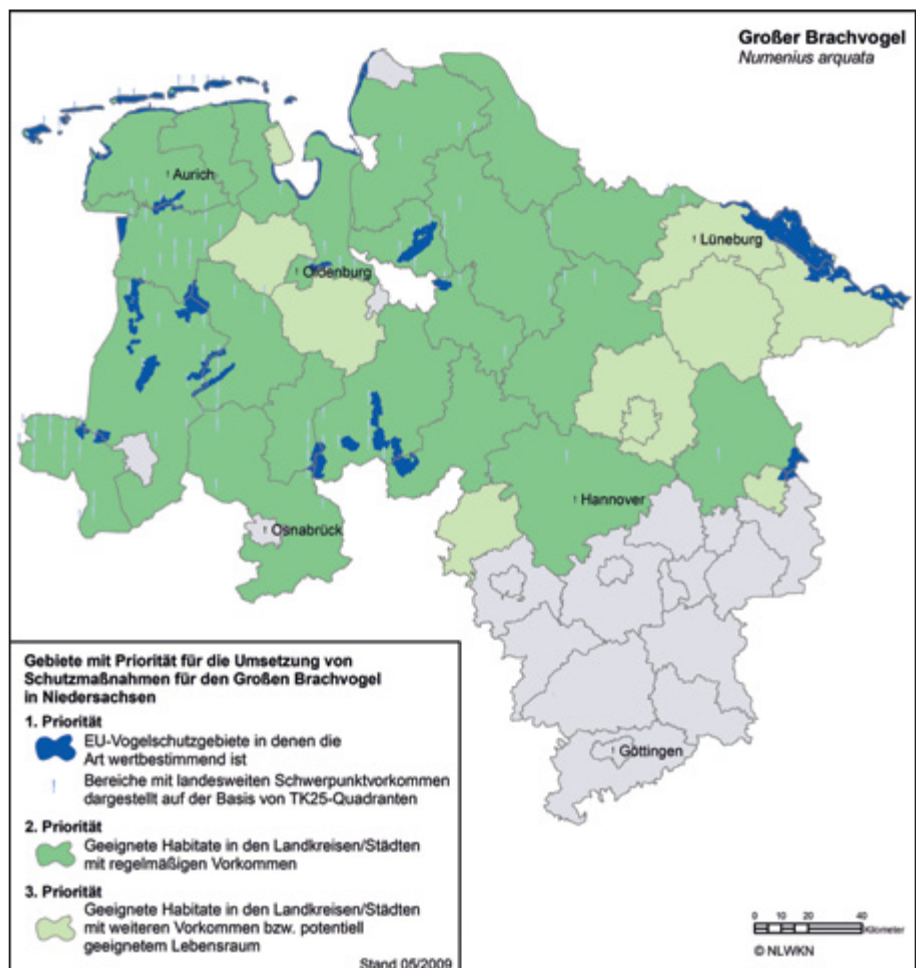 Großer Brachvogel
Numenius arquata
Aurich
Lüneburg
Oldenburg
Hannover
Osnabrück
Göttingen
Gebiete mit Priorität für die Umsetzung von
Schutzmaßnahmen für den Großen Brachvogel
in Niedersachsen
1. Priorität
EU-Vogelschutzgebiete in denen die
Art wertbestimmend ist
Bereiche mit landesweiten Schwerpunktvorkommen
dargestellt auf der Basis von TK25-Quadranten
2. Priorität
Geeignete Habitate in den Landkreisen/Städten
mit regelmäßigen Vorkommen
3. Priorität
Geeignete Habitate in den Landkreisen/Städten
mit weiteren Vorkommen bzw. potentiell
geeignetem Lebensraum
Stand 05/2009
0 5 10 20 30 40
Kilometer
© NLWKN